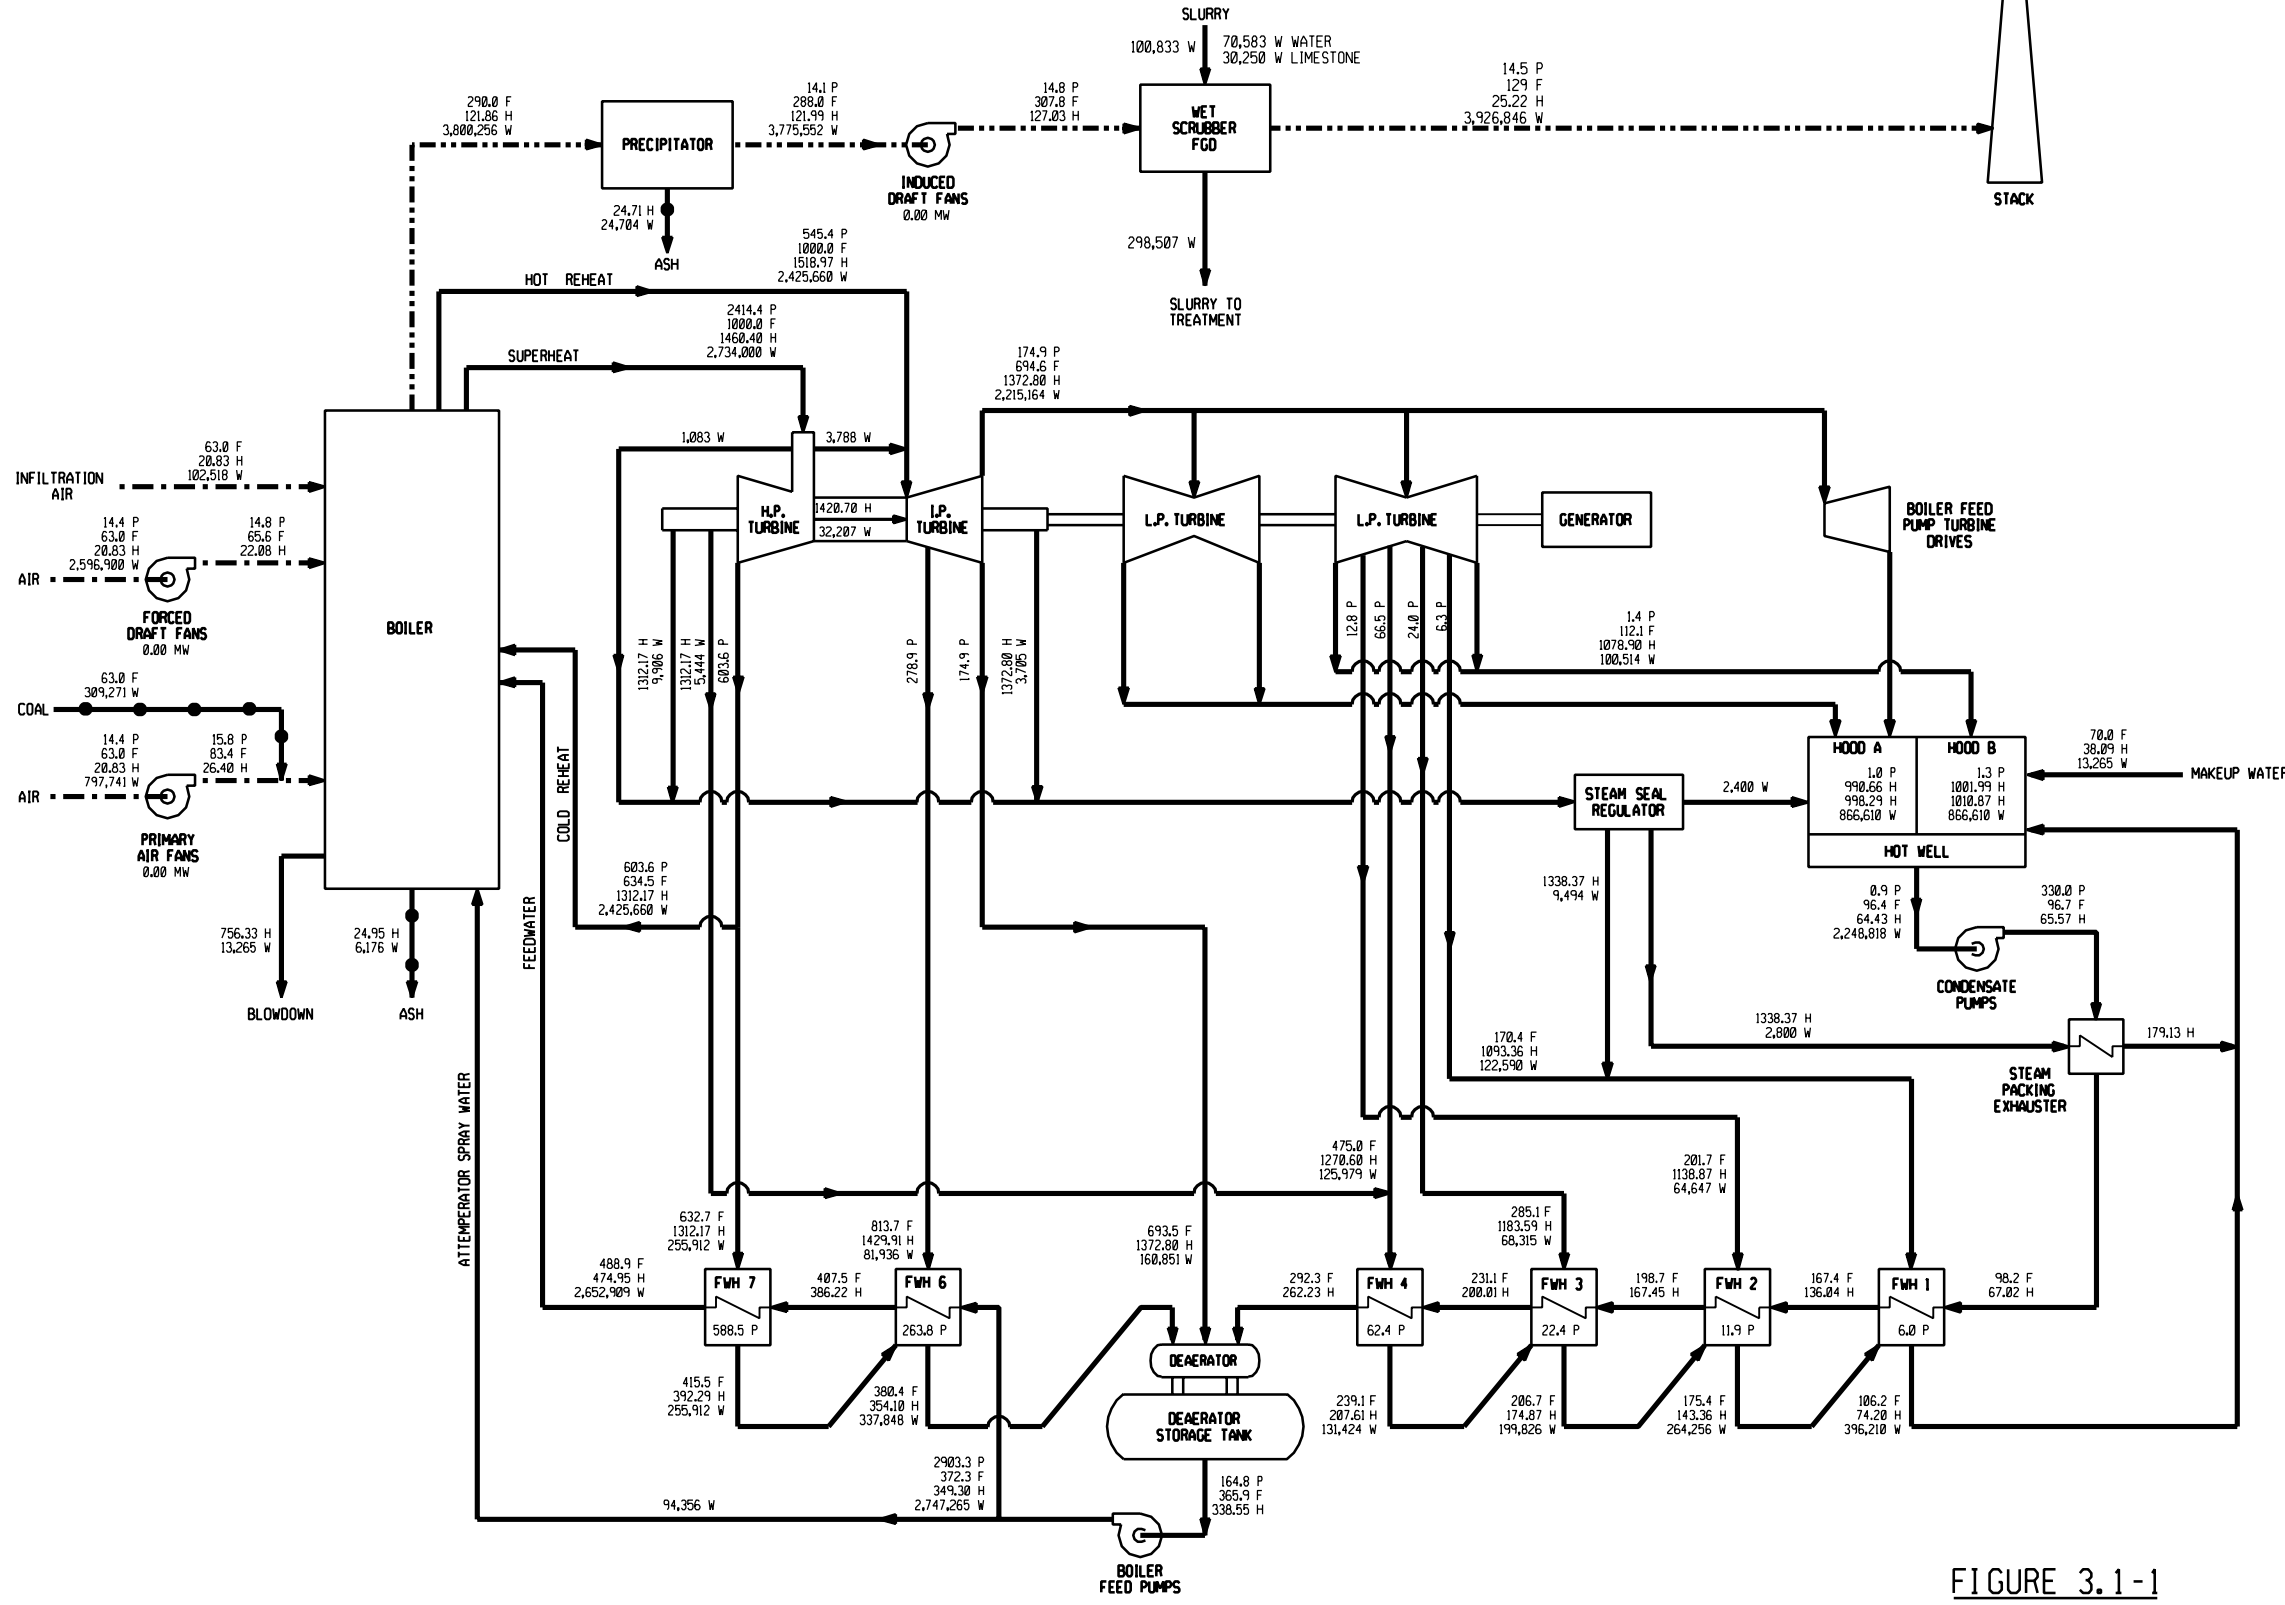 SLURRY
100,833 W
70,583 W WATER
30,250 W LIMESTONE
14.5 P
129 F
25.22 H
3,926,846 W
290.0 F
121.86 H
3,800,256 W
PRECIPITATOR
14.1 P
288.0 F
121.99 H
3,775,552 W
14.8 P
307.8 F
127.03 H
WET
SCRUBBER
FGD
INDUCED
DRAFT FANS
0.00 MW
STACK
24.71 H
24,704 W
ASH
298,507 W
SLURRY TO
TREATMENT
545.4 P
1000.0 F
1518.97 H
2,425,660 W
HOT REHEAT
2414.4 P
1000.0 F
1460.40 H
2,734,000 W
SUPERHEAT
174.9 P
694.6 F
1372.80 H
2,215,164 W
63.0 F
20.83 H
102,518 W
INFILTRATION
AIR
1,083 W
3,788 W
14.4 P
63.0 F
20.83 H
2,596,900 W
14.8 P
65.6 F
22.08 H
AIR
FORCED
DRAFT FANS
0.00 MW
BOILER
H.P.
TURBINE
1420.70 H
32,207 W
I.P.
TURBINE
L.P. TURBINE
L.P. TURBINE
GENERATOR
BOILER FEED
PUMP TURBINE
DRIVES
1312.17 H
9,906 W
1312.17 H
5,444 W
603.6 P
278.9 P
174.9 P
1372.80 H
3,705 W
12.8 P
66.5 P
24.0 P
6.3 P
1.4 P
112.1 F
1078.90 H
100,514 W
63.0 F
309,271 W
COAL
14.4 P
63.0 F
20.83 H
797,741 W
15.8 P
83.4 F
26.40 H
AIR
PRIMARY
AIR FANS
0.00 MW
COLD REHEAT
HOOD A
1.0 P
990.66 H
998.29 H
866,610 W
HOOD B
1.3 P
1001.99 H
1010.87 H
866,610 W
HOT WELL
70.0 F
38.09 H
13,265 W
MAKEUP WATER
STEAM SEAL
REGULATOR
2,400 W
603.6 P
634.5 F
1312.17 H
2,425,660 W
FEEDWATER
1338.37 H
9,494 W
0.9 P
96.4 F
64.43 H
2,248,818 W
330.0 P
96.7 F
65.57 H
CONDENSATE
PUMPS
756.33 H
13,265 W
BLOWDOWN
24.95 H
6,176 W
ASH
170.4 F
1093.36 H
122,590 W
1338.37 H
2,800 W
179.13 H
STEAM
PACKING
EXHAUSTER
ATTEMPERATOR SPRAY WATER
475.0 F
1270.60 H
125,979 W
201.7 F
1138.87 H
64,647 W
632.7 F
1312.17 H
255,912 W
813.7 F
1429.91 H
81,936 W
693.5 F
1372.80 H
160,851 W
285.1 F
1183.59 H
68,315 W
488.9 F
474.95 H
2,652,909 W
FWH 7
588.5 P
407.5 F
386.22 H
FWH 6
263.8 P
292.3 F
262.23 H
FWH 4
62.4 P
231.1 F
200.01 H
FWH 3
22.4 P
198.7 F
167.45 H
FWH 2
11.9 P
167.4 F
136.04 H
FWH 1
6.0 P
98.2 F
67.02 H
DEAERATOR
DEAERATOR
STORAGE TANK
415.5 F
392.29 H
255,912 W
380.4 F
354.10 H
337,848 W
239.1 F
207.61 H
131,424 W
206.7 F
174.87 H
199,826 W
175.4 F
143.36 H
264,256 W
106.2 F
74.20 H
396,210 W
2903.3 P
372.3 F
349.30 H
2,747,265 W
94,356 W
164.8 P
365.9 F
338.55 H
BOILER
FEED PUMPS
FIGURE 3.1-1